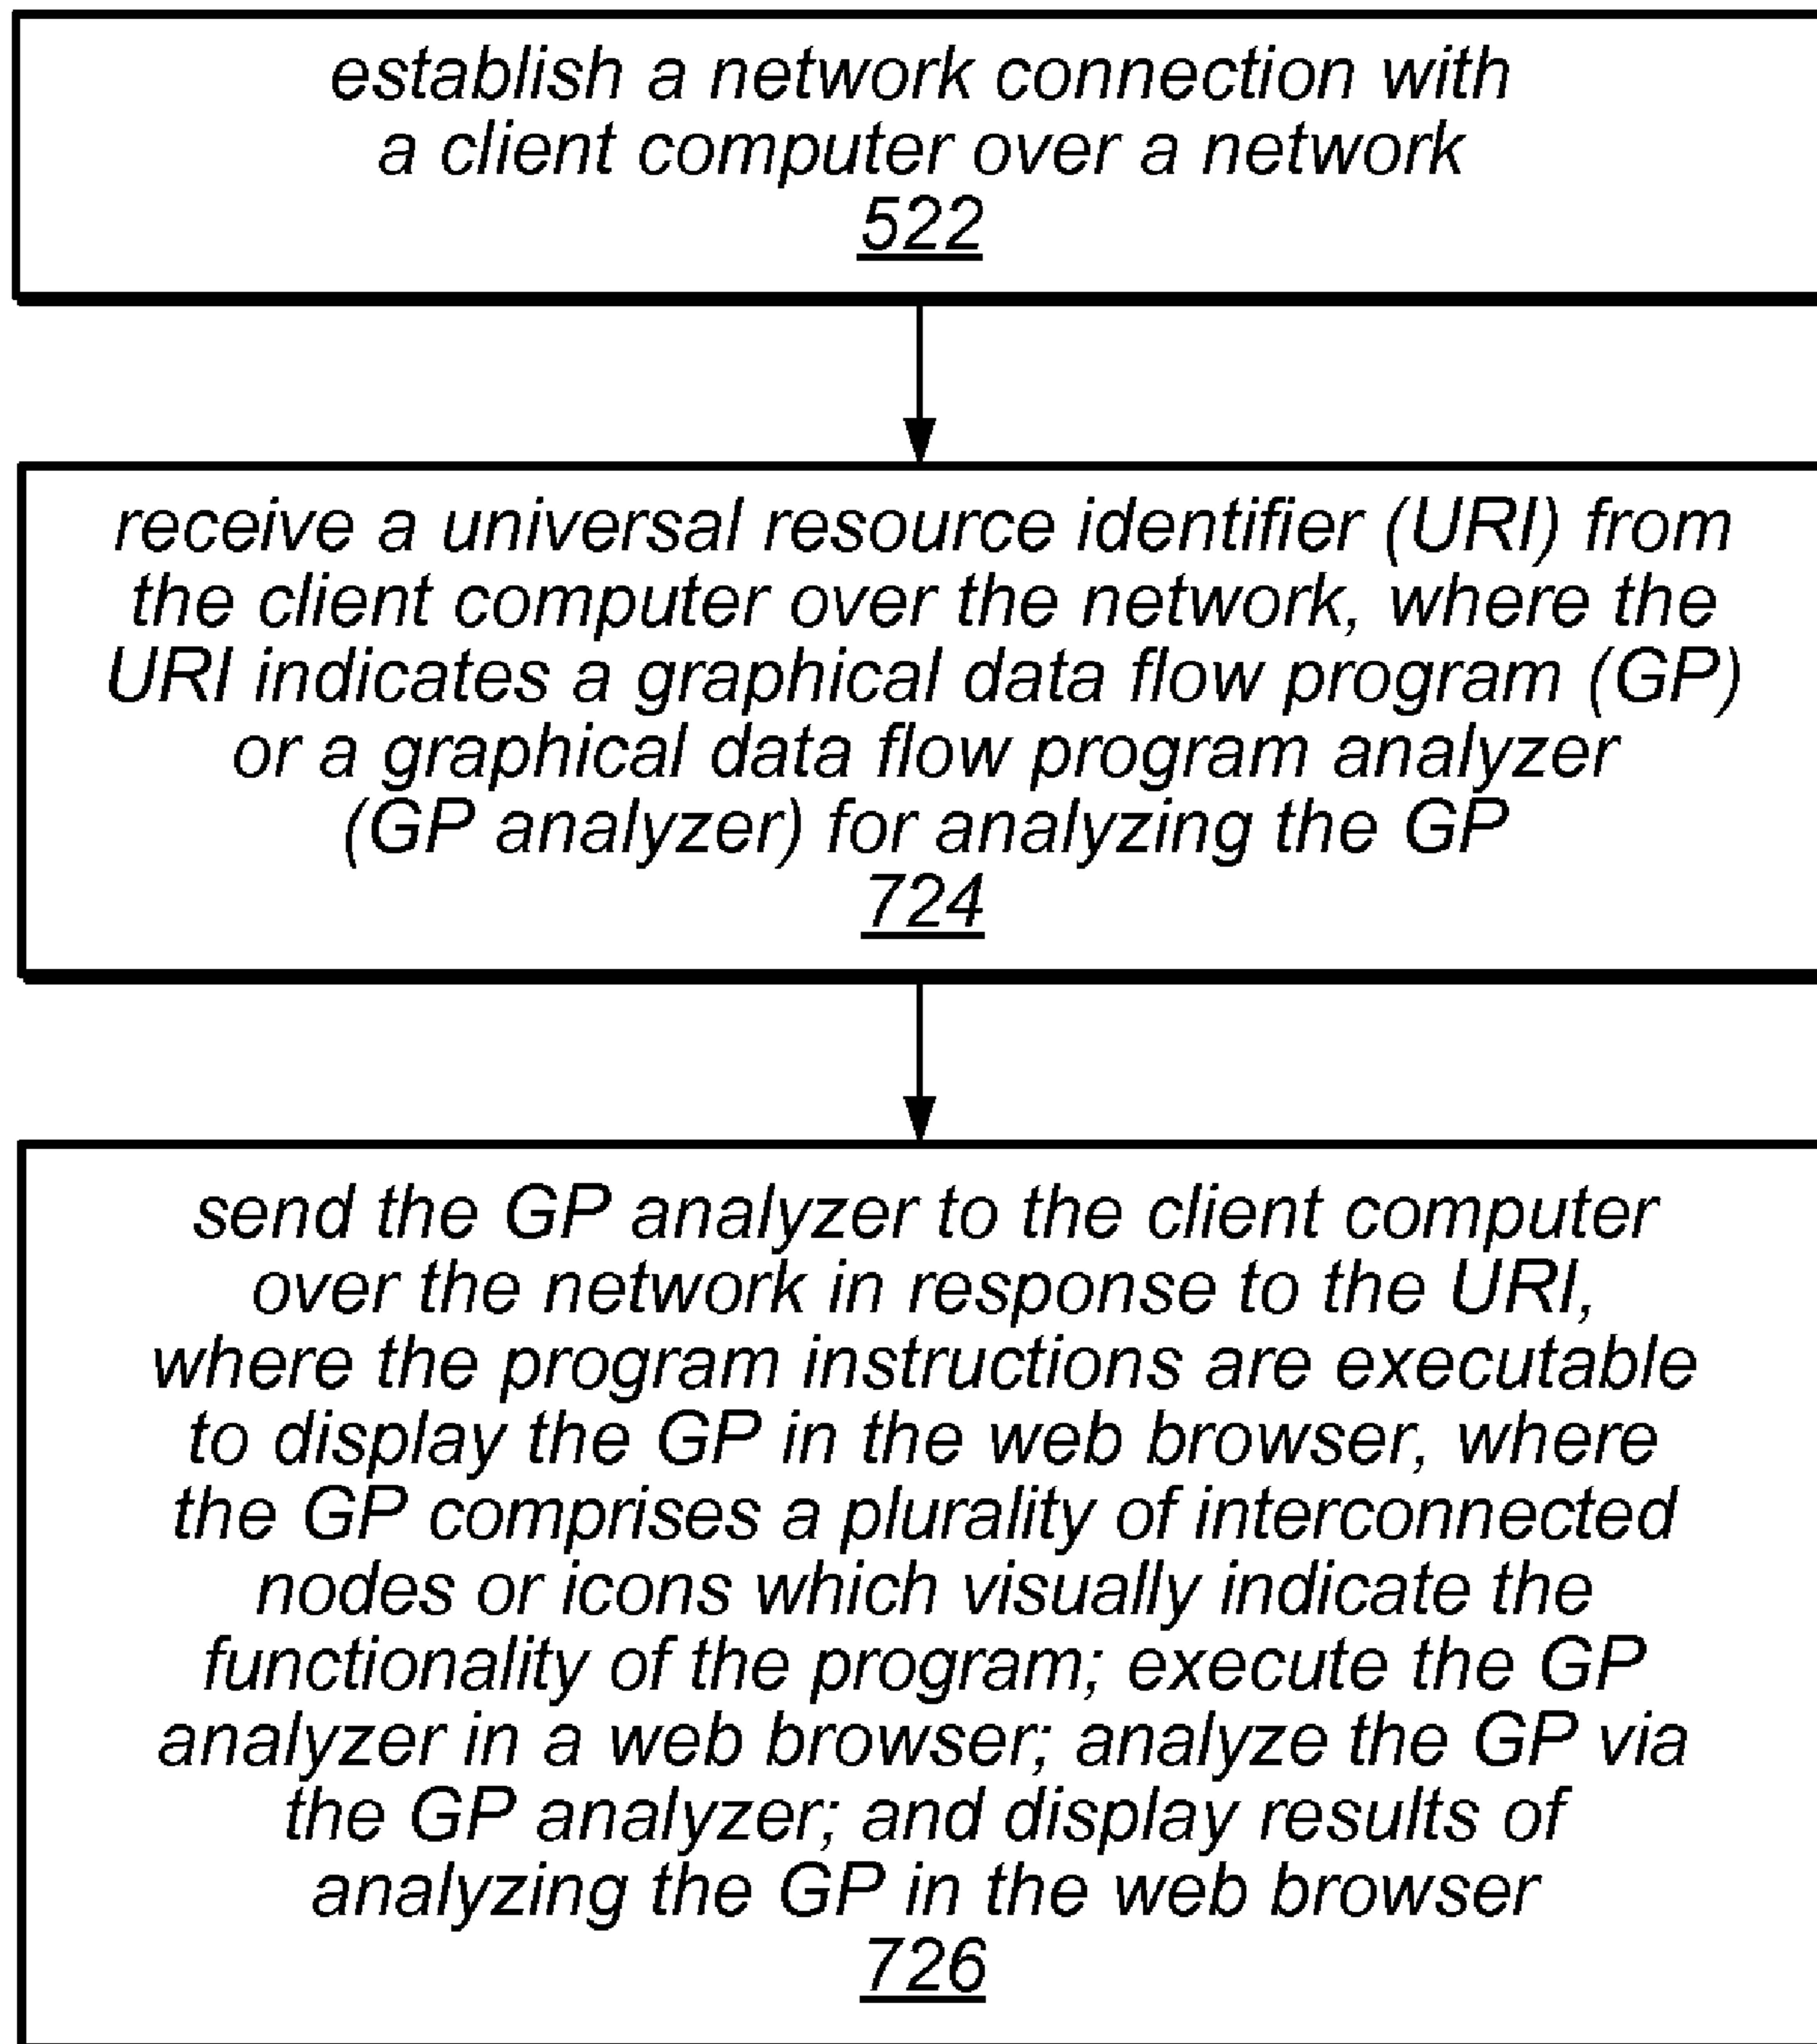 establish a network connection with
a client computer over a network
522
receive a universal resource identifier (URI) from
the client computer over the network, where the
URI indicates a graphical data flow program (GP)
or a graphical data flow program analyzer
(GP analyzer) for analyzing the GP
724
send the GP analyzer to the client computer
over the network in response to the URI,
where the program instructions are executable
to display the GP in the web browser, where
the GP comprises a plurality of interconnected
nodes or icons which visually indicate the
functionality of the program; execute the GP
analyzer in a web browser; analyze the GP via
the GP analyzer; and display results of
analyzing the GP in the web browser
726